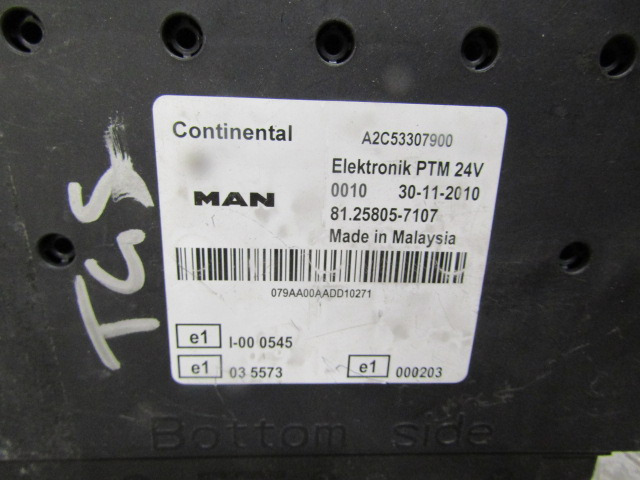 Continental A2C53307900
Elektronik PTM 24V
MAN 0010 30-11-2010
81.25805-7107
Made in Malaysia
079AA00AADD10271
e1 I-00 0545
e1 03 5573 e1 000203
TGS
Bottom side